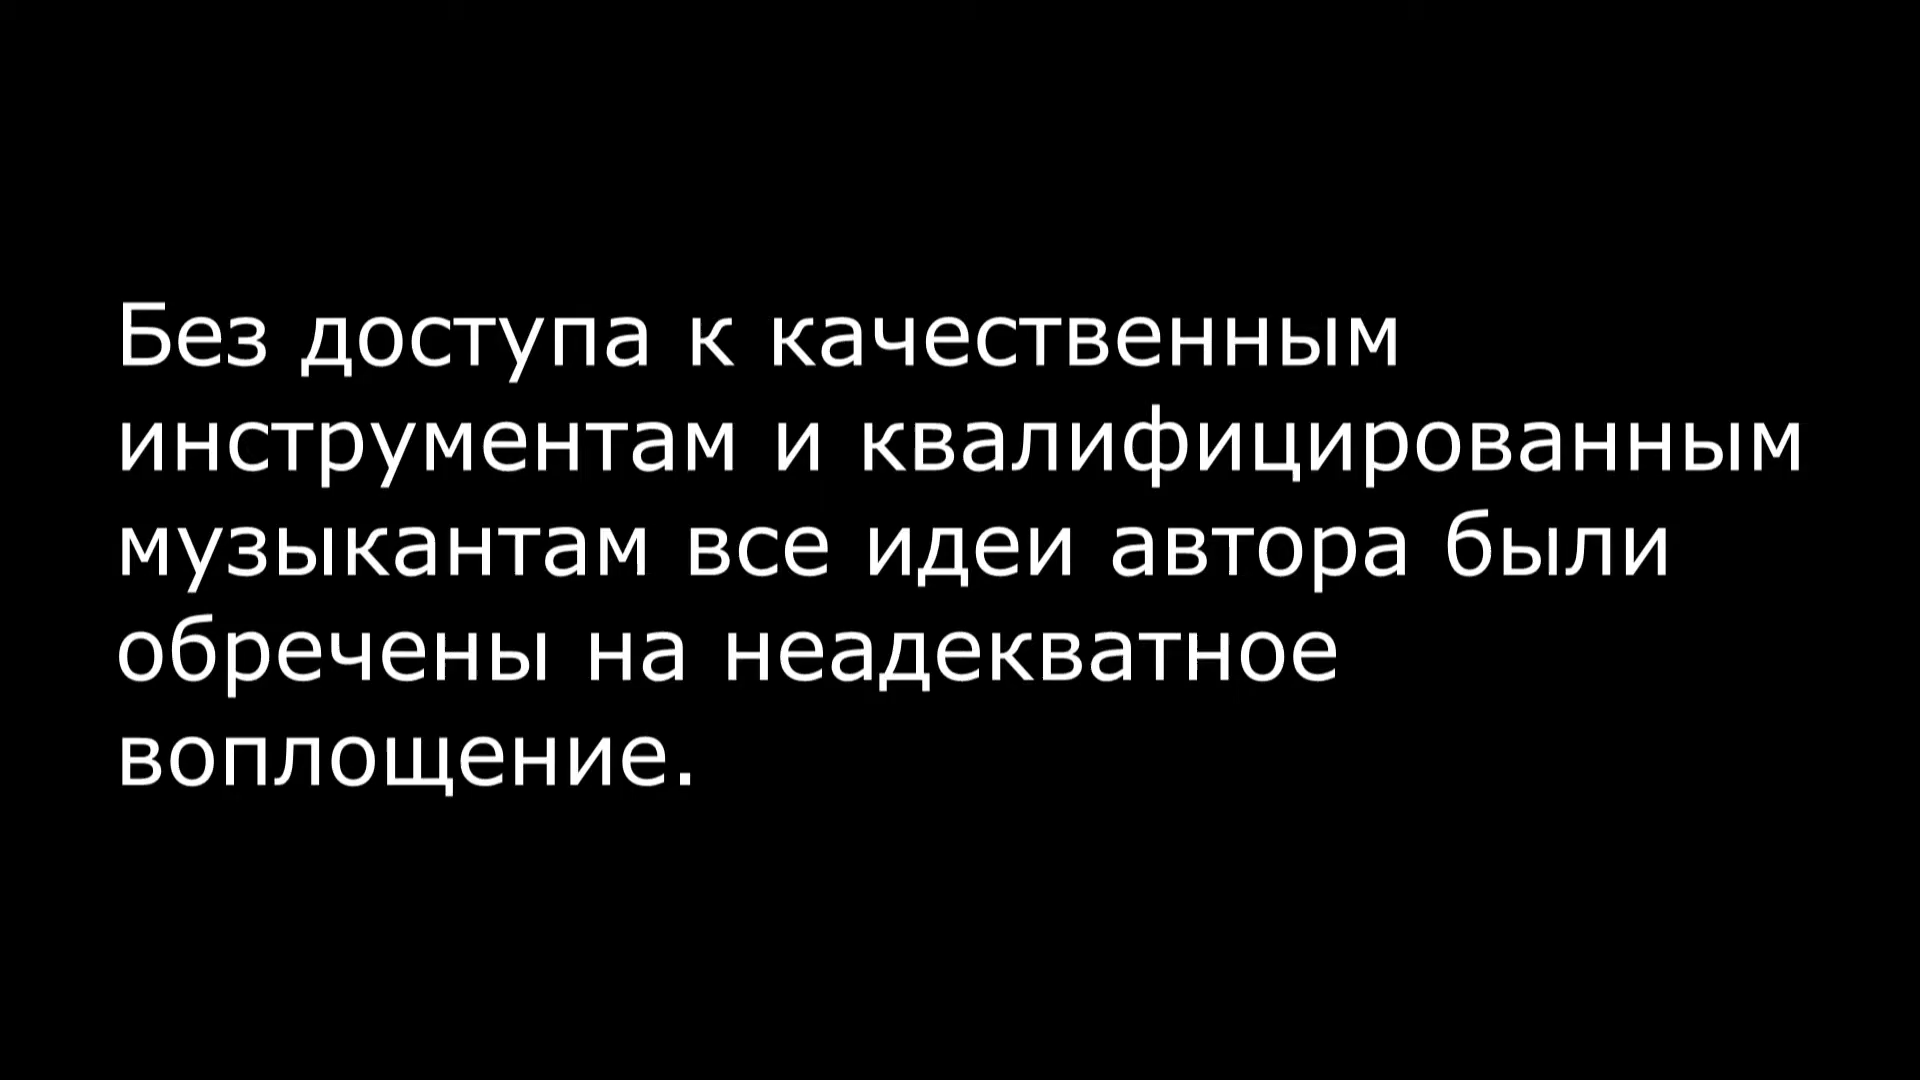 Без доступа к качественным
инструментам и квалифицированным
музыкантам все идеи автора были
обречены на неадекватное
воплощение.